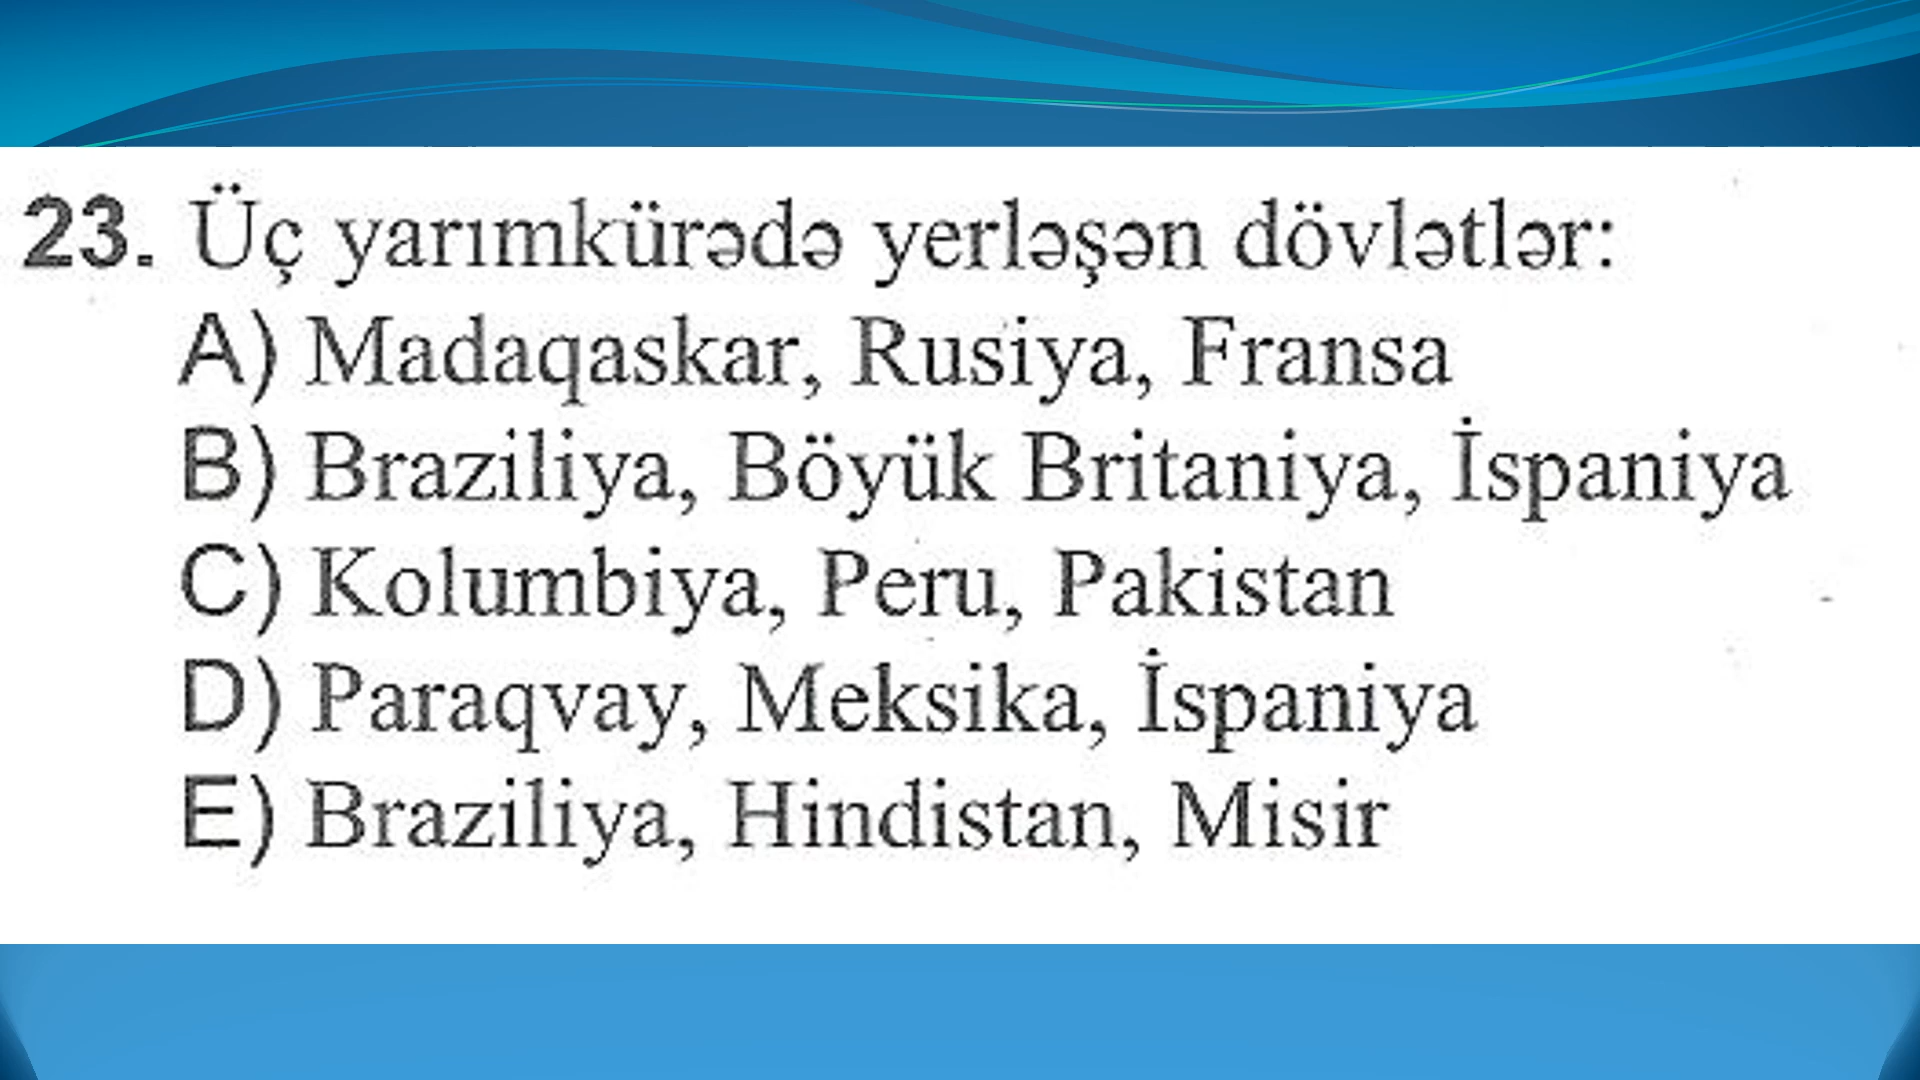 23. Üç yarımkürədə yerləşən dövlətlər:
A) Madaqaskar, Rusiya, Fransa
B) Braziliya, Böyük Britaniya, İspaniya
C) Kolumbiya, Peru, Pakistan
D) Paraqvay, Meksika, İspaniya
E) Braziliya, Hindistan, Misir